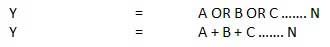 Y = A OR B OR C ....... N
Y = A + B + C ....... N